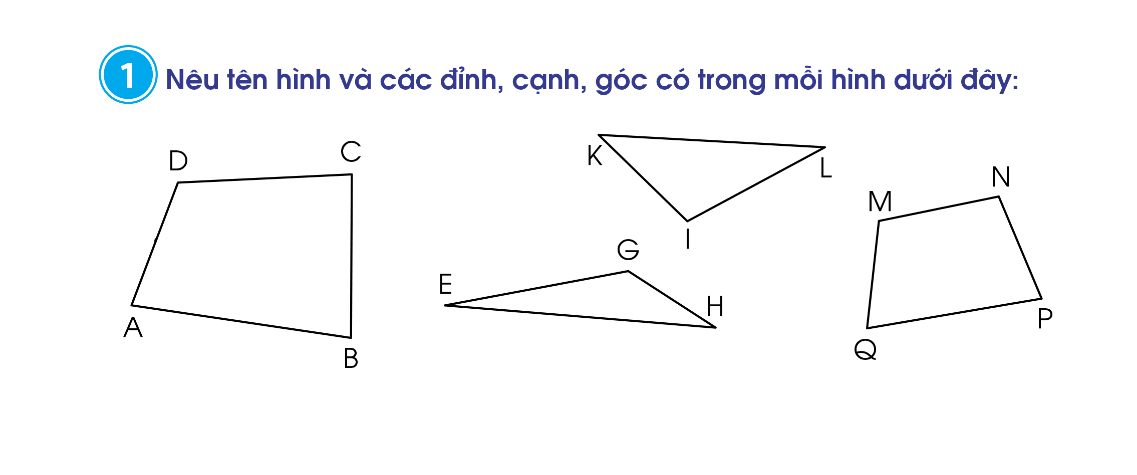 1 Nêu tên hình và các đỉnh, cạnh, góc có trong mỗi hình dưới đây:
D C
A B
K L
I
E G H
M N
Q P